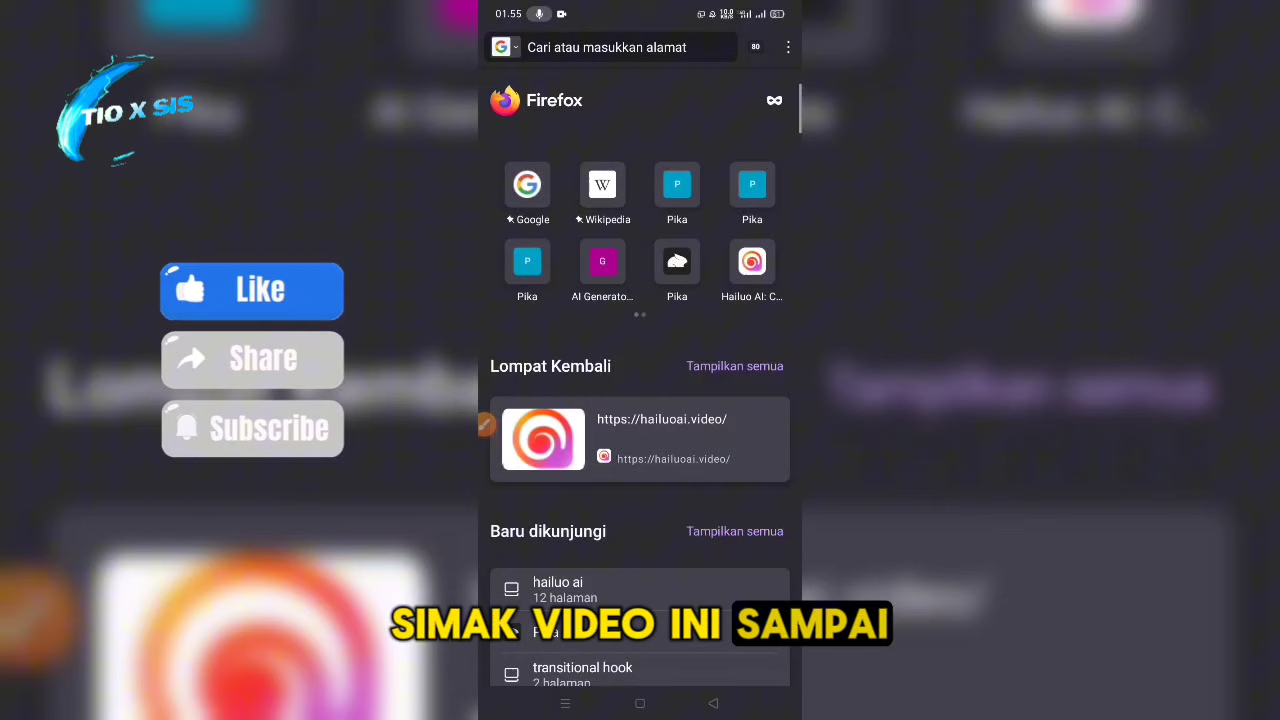 01.55
Cari atau masukkan alamat
80
TIO X SIS
Firefox
G
W
P
P
Google
Wikipedia
Pika
Pika
P
G
Pika
AI Generato...
Pika
Hailuo AI: C...
Like
Share
Subscribe
Lompat Kembali
Tampilkan semua
https://hailuoai.video/
https://hailuoai.video/
Baru dikunjungi
Tampilkan semua
hailuo ai
12 halaman
SIMAK VIDEO INI SAMPAI
transitional hook
2 halaman